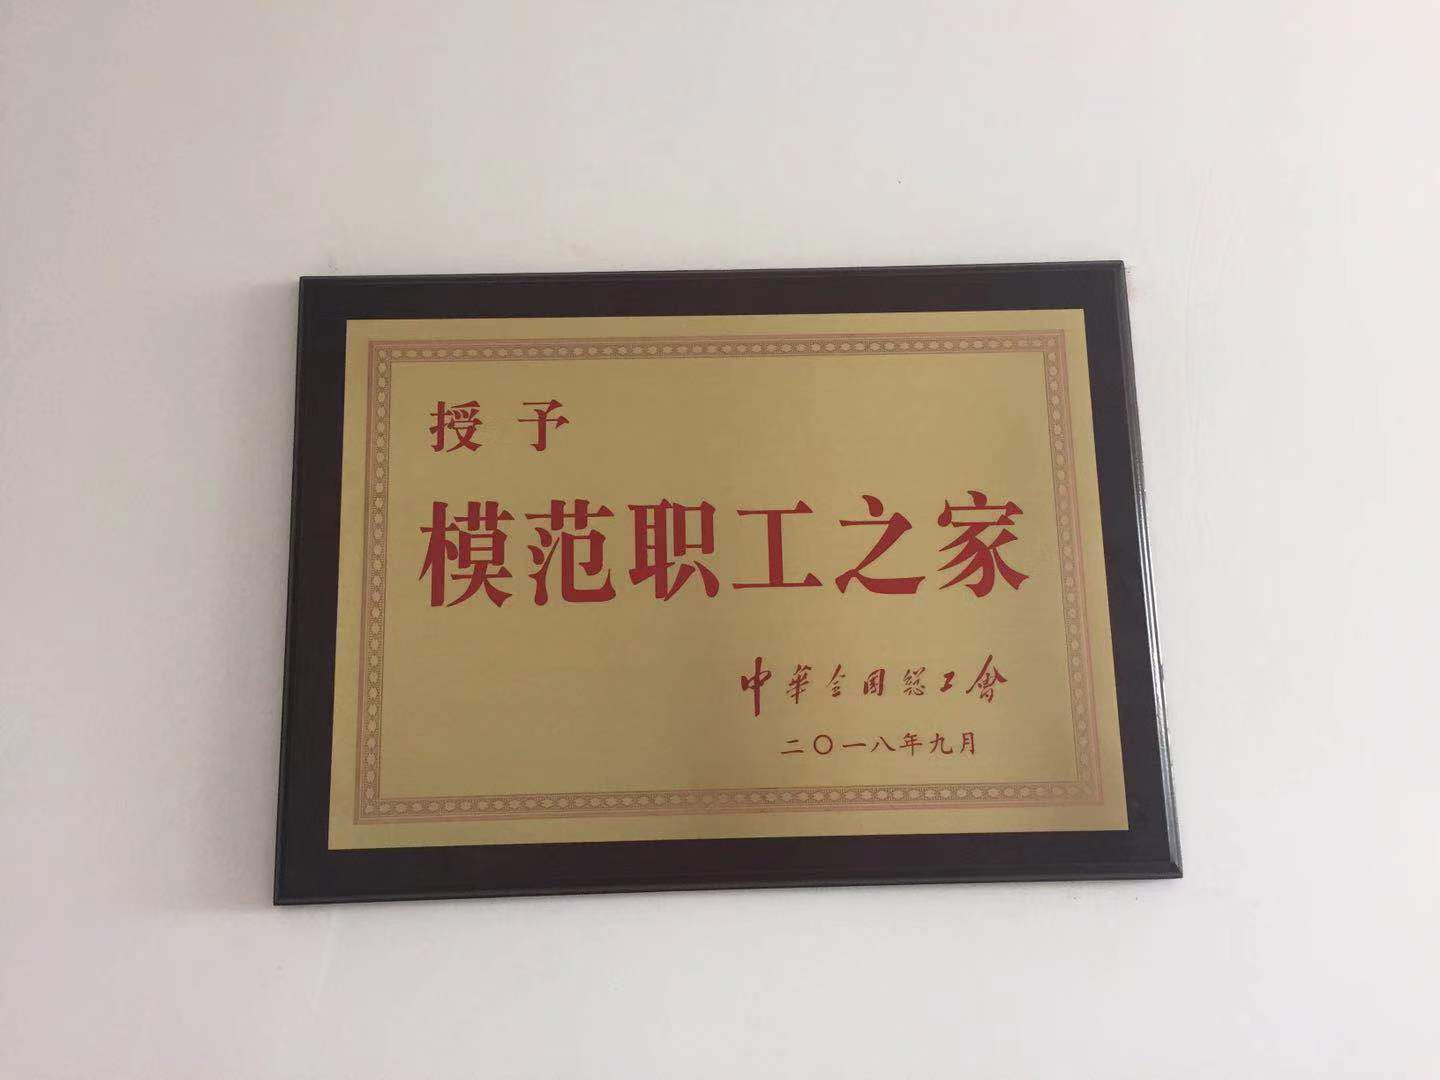 授予
模范职工之家
中華全国總工會
二〇一八年九月